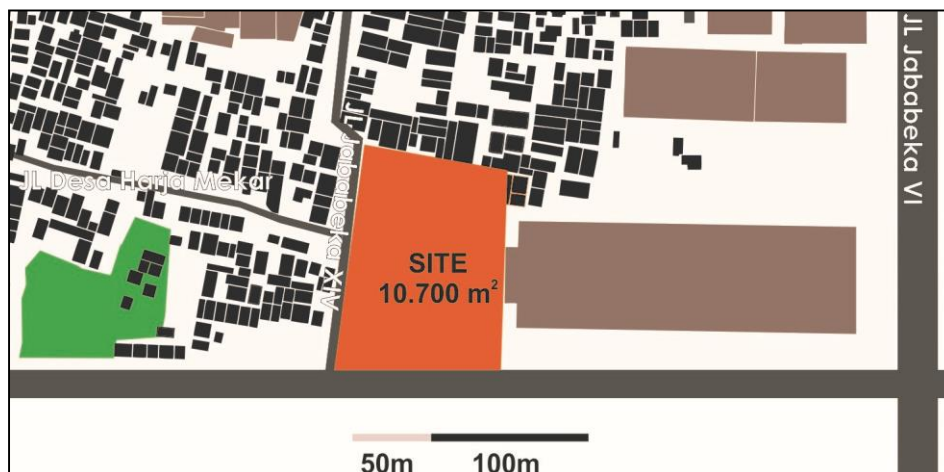 JL Jababeka VI
JL Jababeka XIV
JL Desa Harja Mekar
SITE
10.700 m²
50m 100m